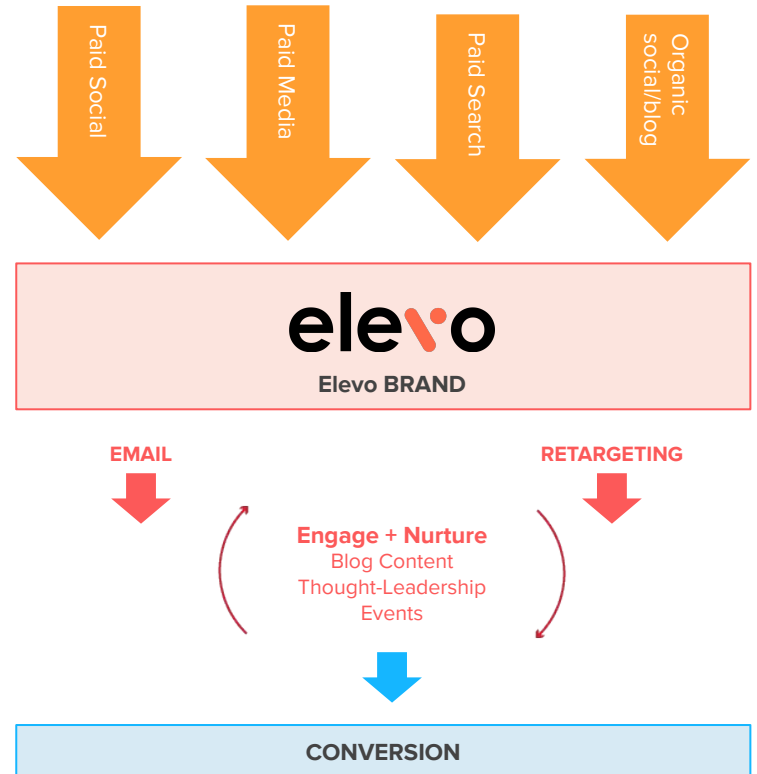 Paid Social
Paid Media
Paid Search
Organic
social/blog
elevo
Elevo BRAND
EMAIL
RETARGETING
Engage + Nurture
Blog Content
Thought-Leadership
Events
CONVERSION